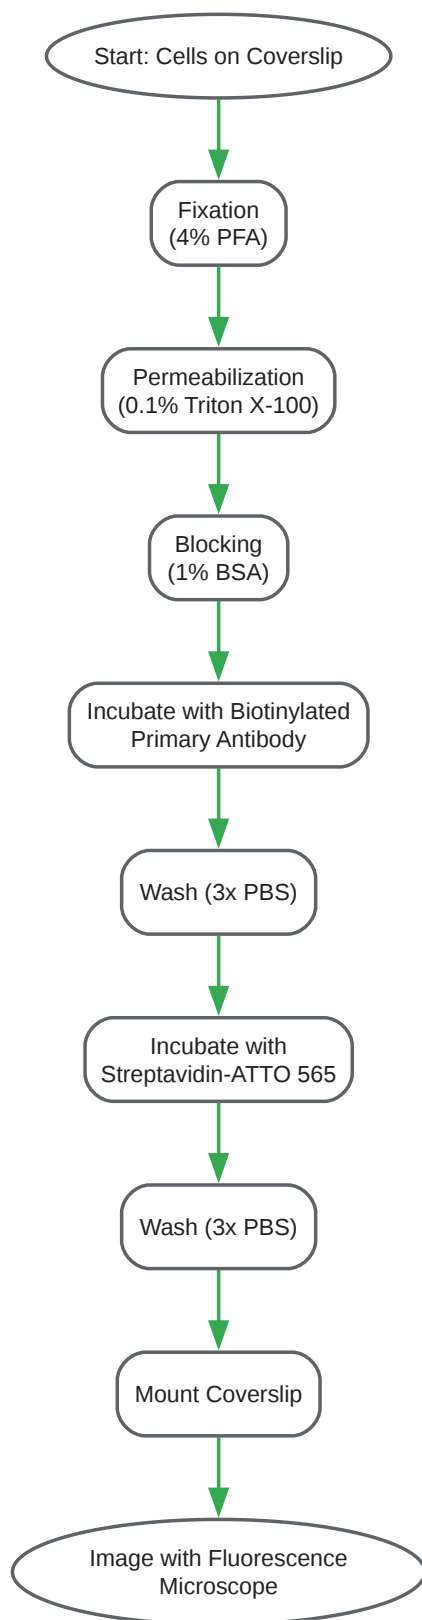 Start: Cells on Coverslip
Fixation
(4% PFA)
Permeabilization
(0.1% Triton X-100)
Blocking
(1% BSA)
Incubate with Biotinylated
Primary Antibody
Wash (3x PBS)
Incubate with
Streptavidin-ATTO 565
Wash (3x PBS)
Mount Coverslip
Image with Fluorescence
Microscope